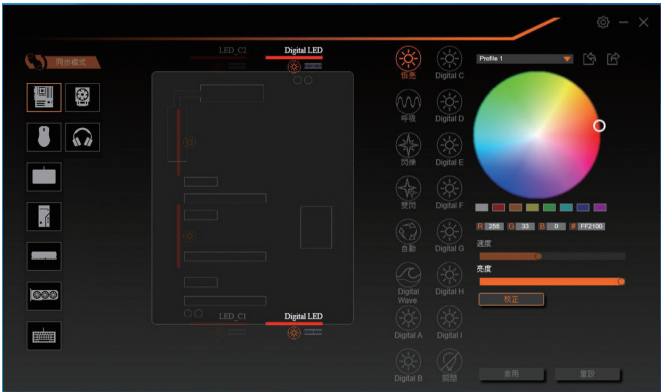 同步模式
LED_C2
Digital LED
LED_C1
Digital LED
恆亮
Digital C
呼吸
Digital D
閃爍
Digital E
雙閃
Digital F
自動
Digital G
Digital Wave
Digital H
Digital A
Digital I
Digital B
關閉
Profile 1
R 255 G 33 B 0 # FF2100
速度
亮度
校正
套用
重設